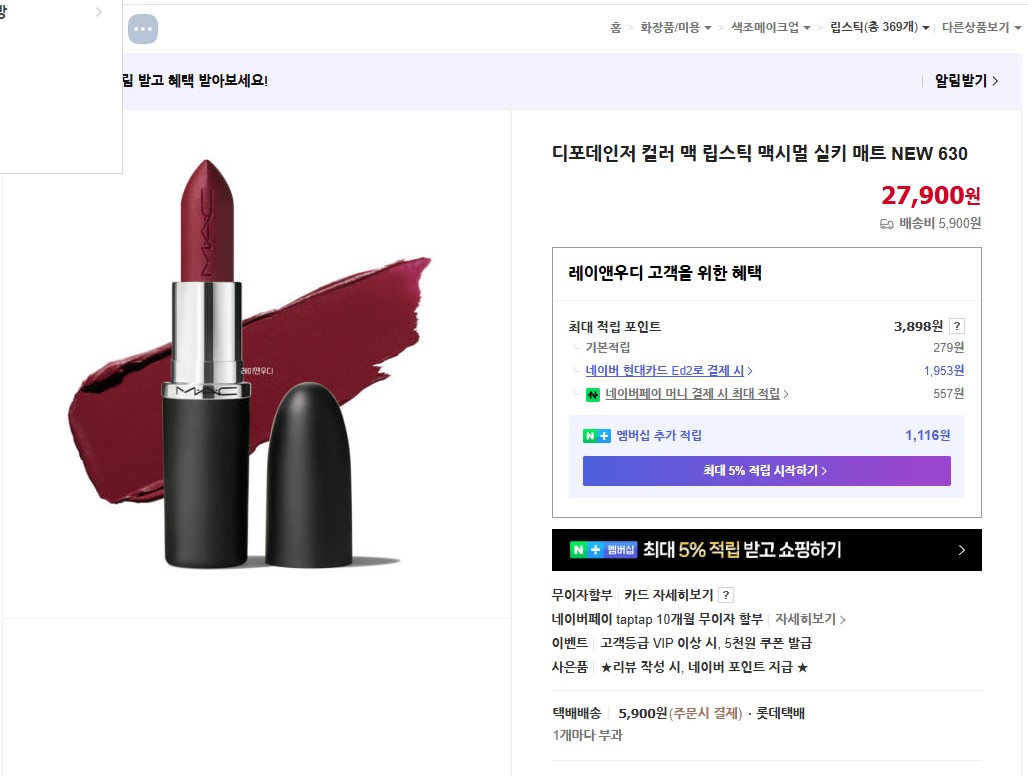 방
홈 > 화장품/미용 > 색조메이크업 > 립스틱(총 369개) 다른상품보기
림 받고 혜택 받아보세요!
알림받기 >
디포데인저 컬러 맥 립스틱 맥시멀 실키 매트 NEW 630
27,900원
배송비 5,900원
MAC
레이앤우디
MAC
레이앤우디 고객을 위한 혜택
최대 적립 포인트 3,898원 ?
기본적립 279원
네이버 현대카드 Ed2로 결제 시 > 1,953원
네이버페이 머니 결제 시 최대 적립 > 557원
N + 멤버십 추가 적립 1,116원
최대 5% 적립 시작하기 >
N + 멤버십 최대 5% 적립 받고 쇼핑하기 >
무이자할부 카드 자세히보기 ?
네이버페이 taptap 10개월 무이자 할부 자세히보기 >
이벤트 고객등급 VIP 이상 시, 5천원 쿠폰 발급
사은품 ★리뷰 작성 시, 네이버 포인트 지급 ★
택배배송 5,900원(주문시 결제) · 롯데택배
1개마다 부과